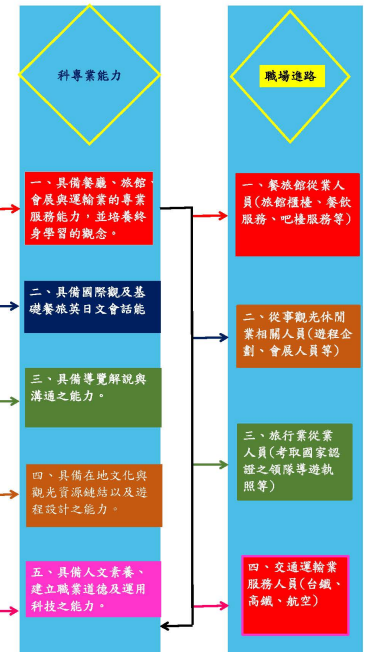 科專業能力
一、具備餐廳、旅館、
會展與運輸業的專業
服務能力，並培養終
身學習的觀念。
二、具備國際觀及基
礎餐旅英日文會話能
三、具備導覽解說與
溝通之能力。
四、具備在地文化與
觀光資源鏈結以及遊
程設計之能力。
五、具備人文素養、
建立職業道德及運用
科技之能力。
職場進路
一、餐旅館從業人
員(旅館櫃檯、餐飲
服務、吧檯服務等)
二、從事觀光休閒
業相關人員(遊程企
劃、會展人員等)
三、旅行業從業
人員(考取國家認
證之領隊導遊執
照等)
四、交通運輸業
服務人員(台鐵、
高鐵、航空)